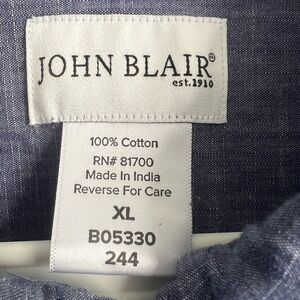 JOHN BLAIR®
est.1910
100% Cotton
RN# 81700
Made In India
Reverse For Care
XL
B05330
244